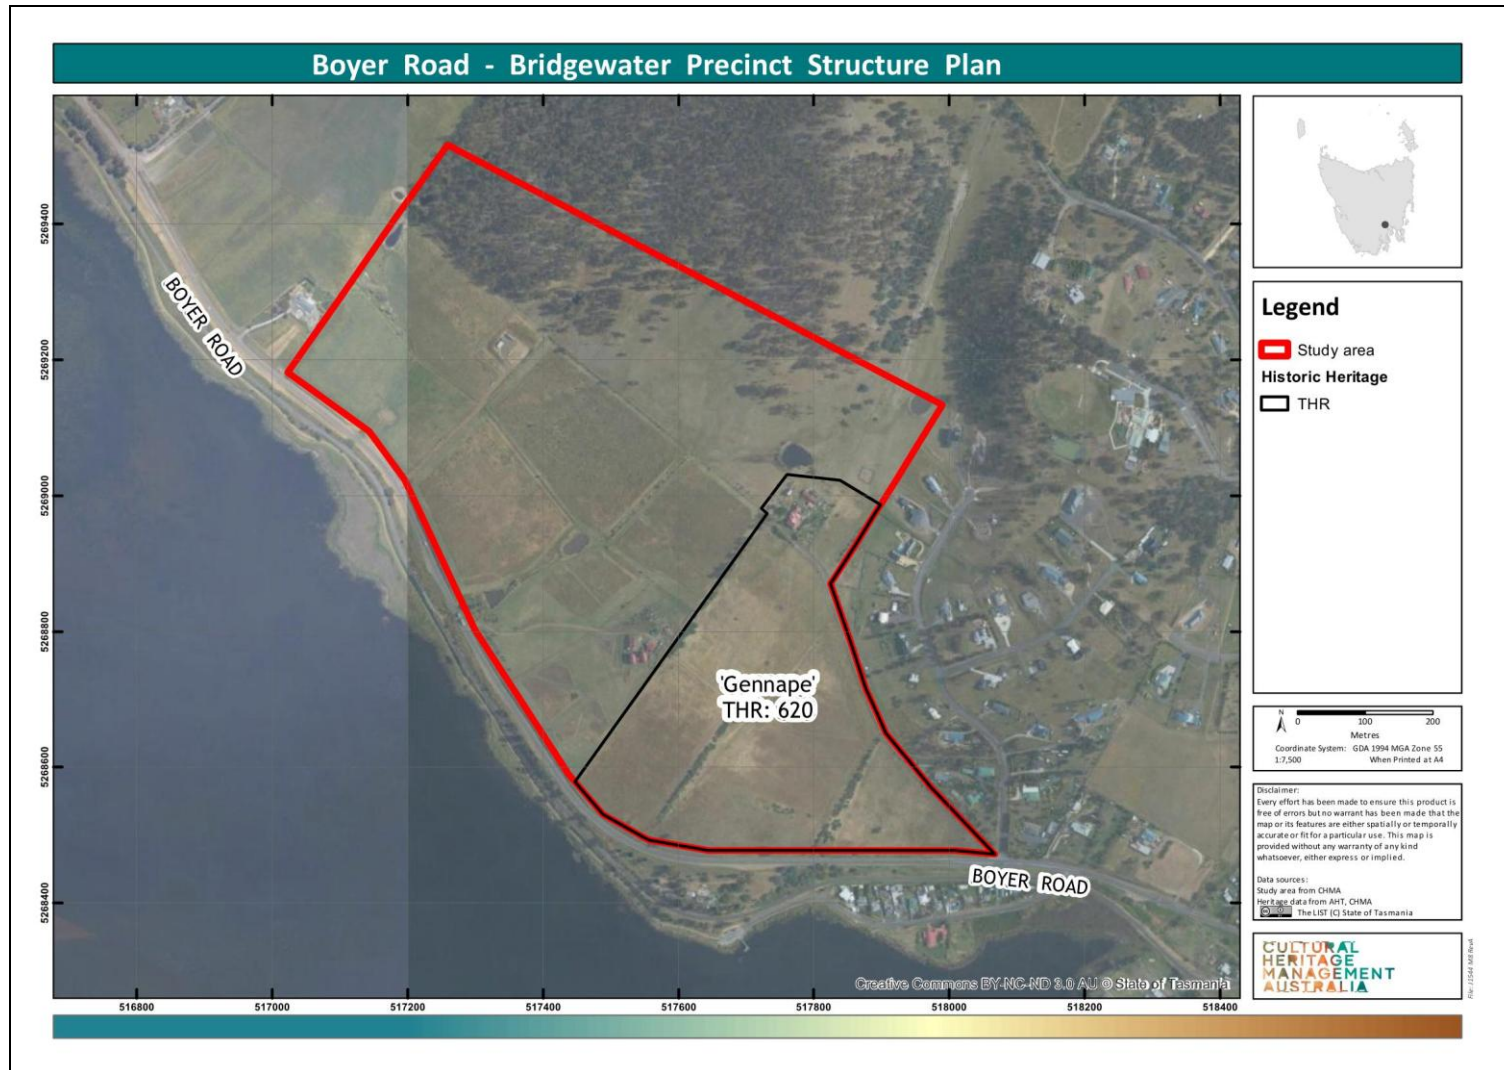 Boyer Road - Bridgewater Precinct Structure Plan
BOYER ROAD
'Gennape'
THR: 620
BOYER ROAD
Creative Commons BY-NC-ND 3.0 AU © State of Tasmania
5269400
5269200
5269000
5268800
5268600
5268400
516800
517000
517200
517400
517600
517800
518000
518200
518400
Legend
Study area
Historic Heritage
THR
N
0 100 200
Metres
Coordinate System: GDA 1994 MGA Zone 55
1:7,500 When Printed at A4
Disclaimer:
Every effort has been made to ensure this product is
free of errors but no warrant has been made that the
map or its features are either spatially or temporally
accurate or fit for a particular use. This map is
provided without any warranty of any kind
whatsoever, either express or implied.
Data sources:
Study area from CHMA
Heritage data from AHT, CHMA
The LIST (C) State of Tasmania
CULTURAL
HERITAGE
MANAGEMENT
AUSTRALIA